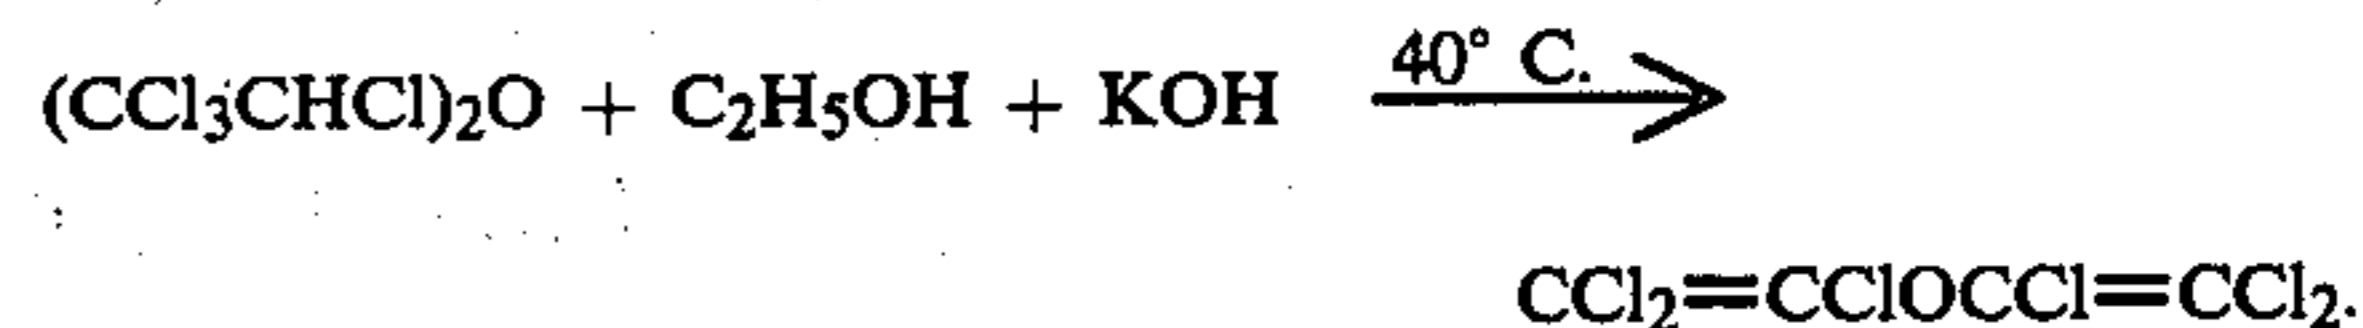 (CCl3CHCl)2O + C2H5OH + KOH 40° C.
CCl2=CClOCCl=CCl2.